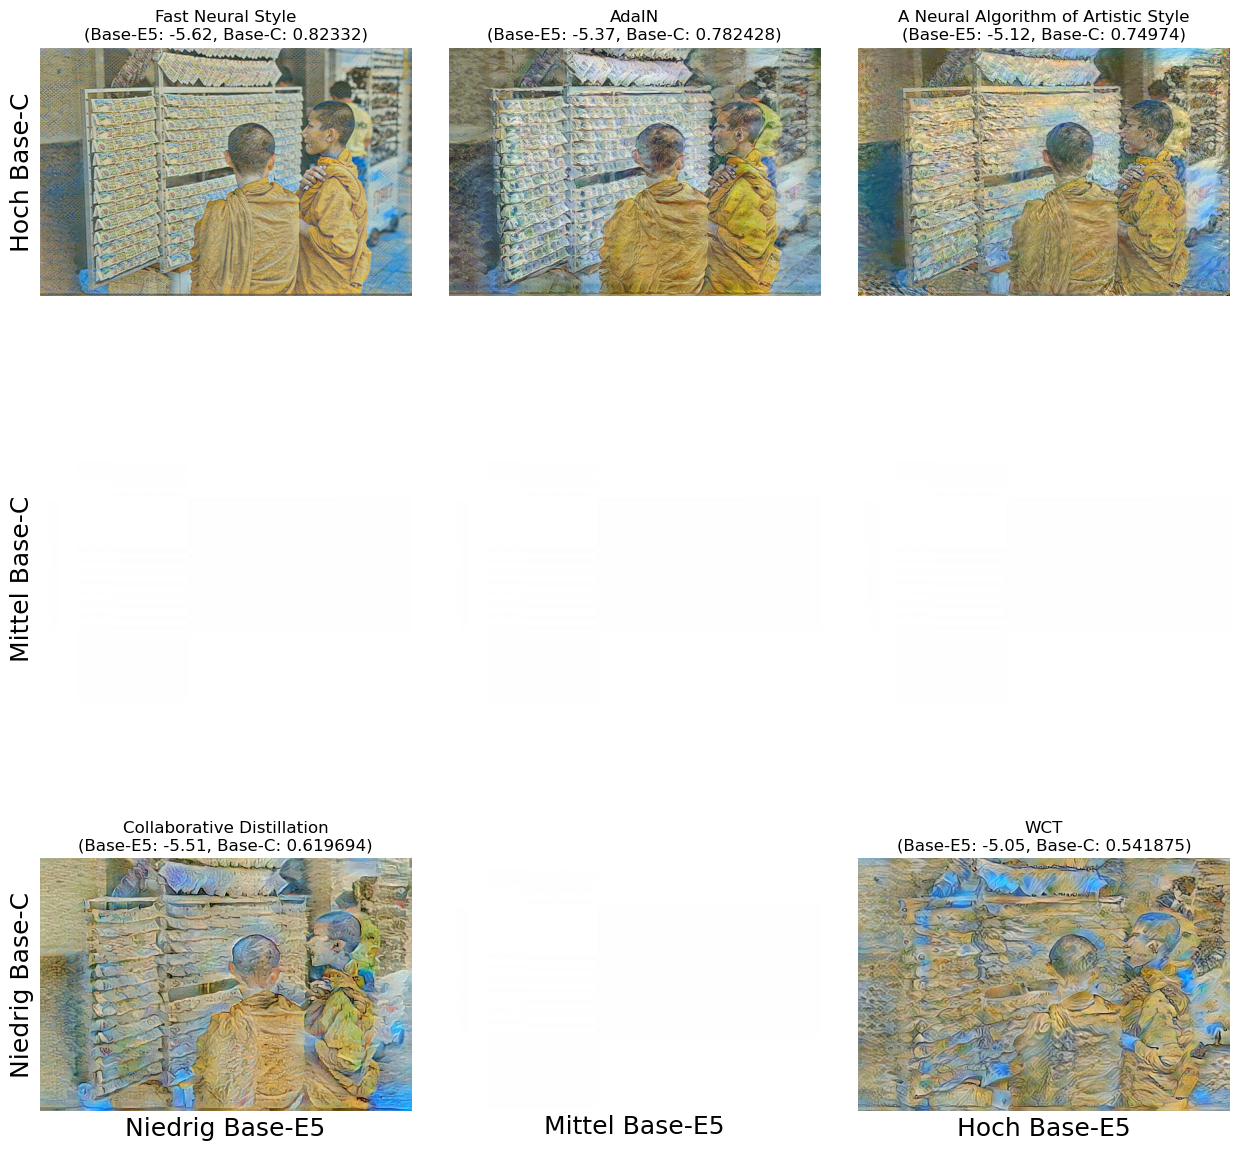 Fast Neural Style
(Base-E5: -5.62, Base-C: 0.82332)
AdaIN
(Base-E5: -5.37, Base-C: 0.782428)
A Neural Algorithm of Artistic Style
(Base-E5: -5.12, Base-C: 0.74974)
Hoch Base-C
Mittel Base-C
Collaborative Distillation
(Base-E5: -5.51, Base-C: 0.619694)
WCT
(Base-E5: -5.05, Base-C: 0.541875)
Niedrig Base-C
Niedrig Base-E5
Mittel Base-E5
Hoch Base-E5